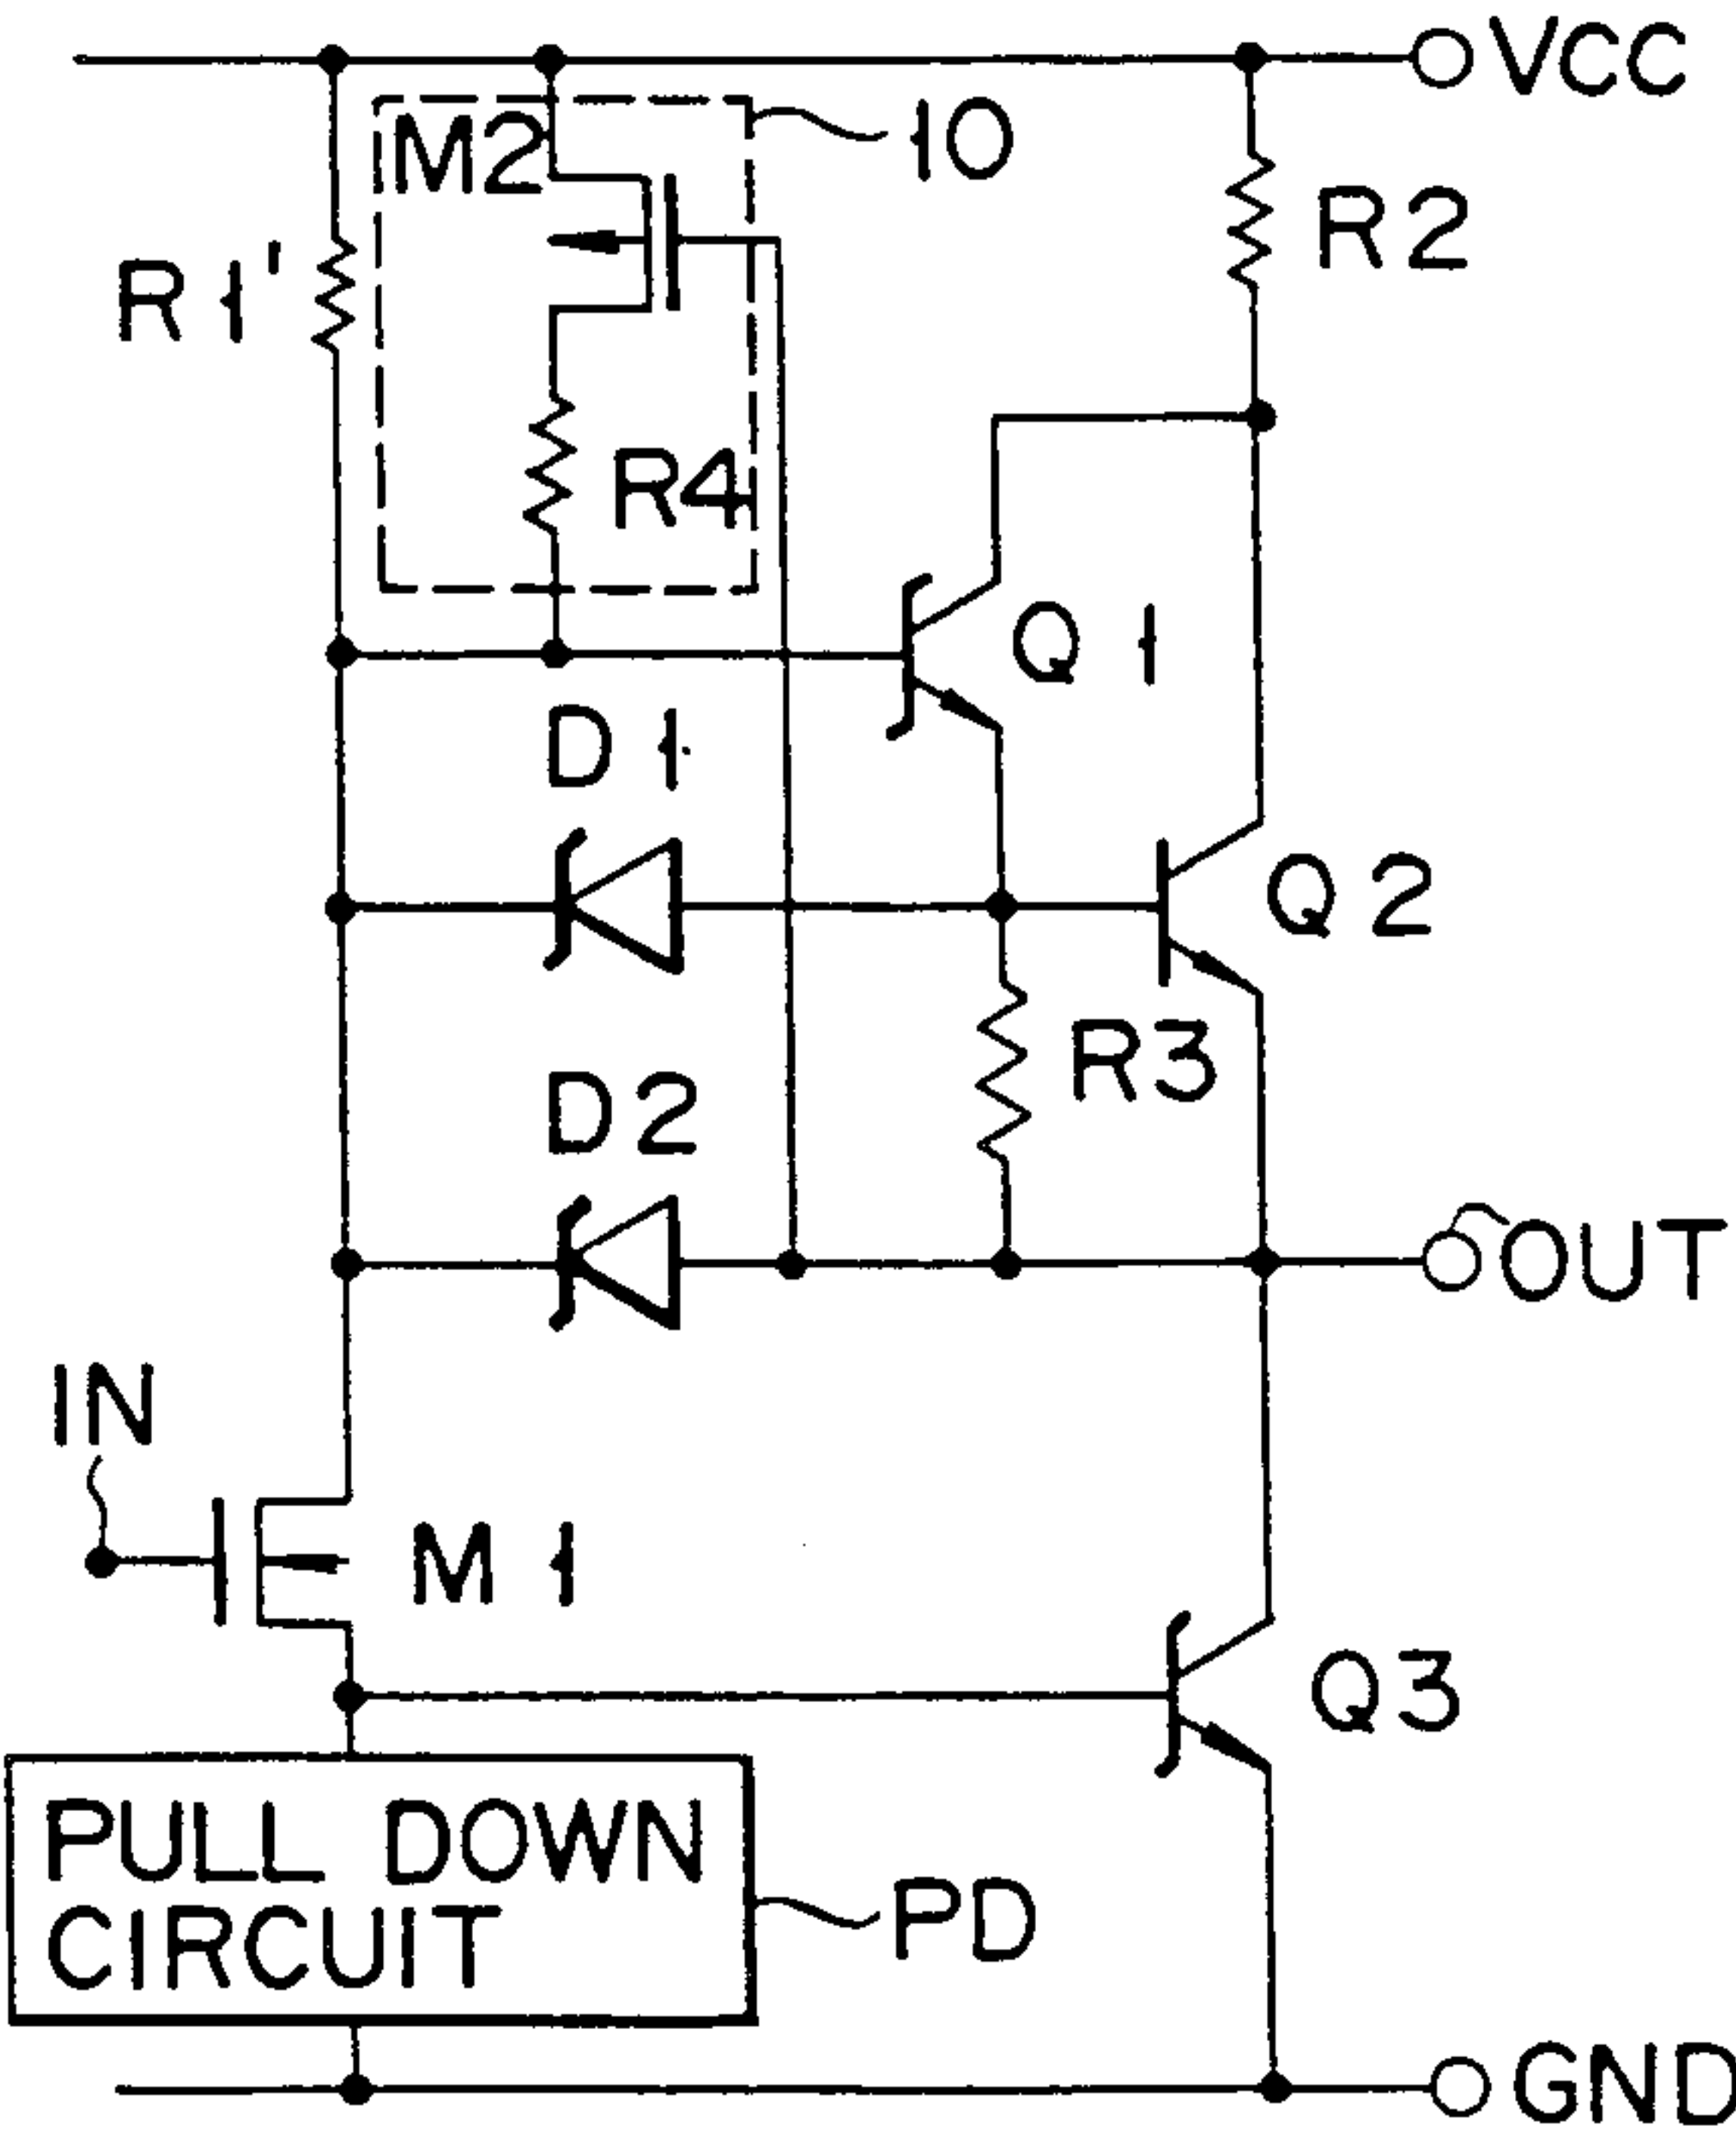 VCC
M2
10
R2
R1'
R4
Q1
D1
Q2
R3
D2
OUT
IN
M1
Q3
PULL DOWN
CIRCUIT
PD
GND